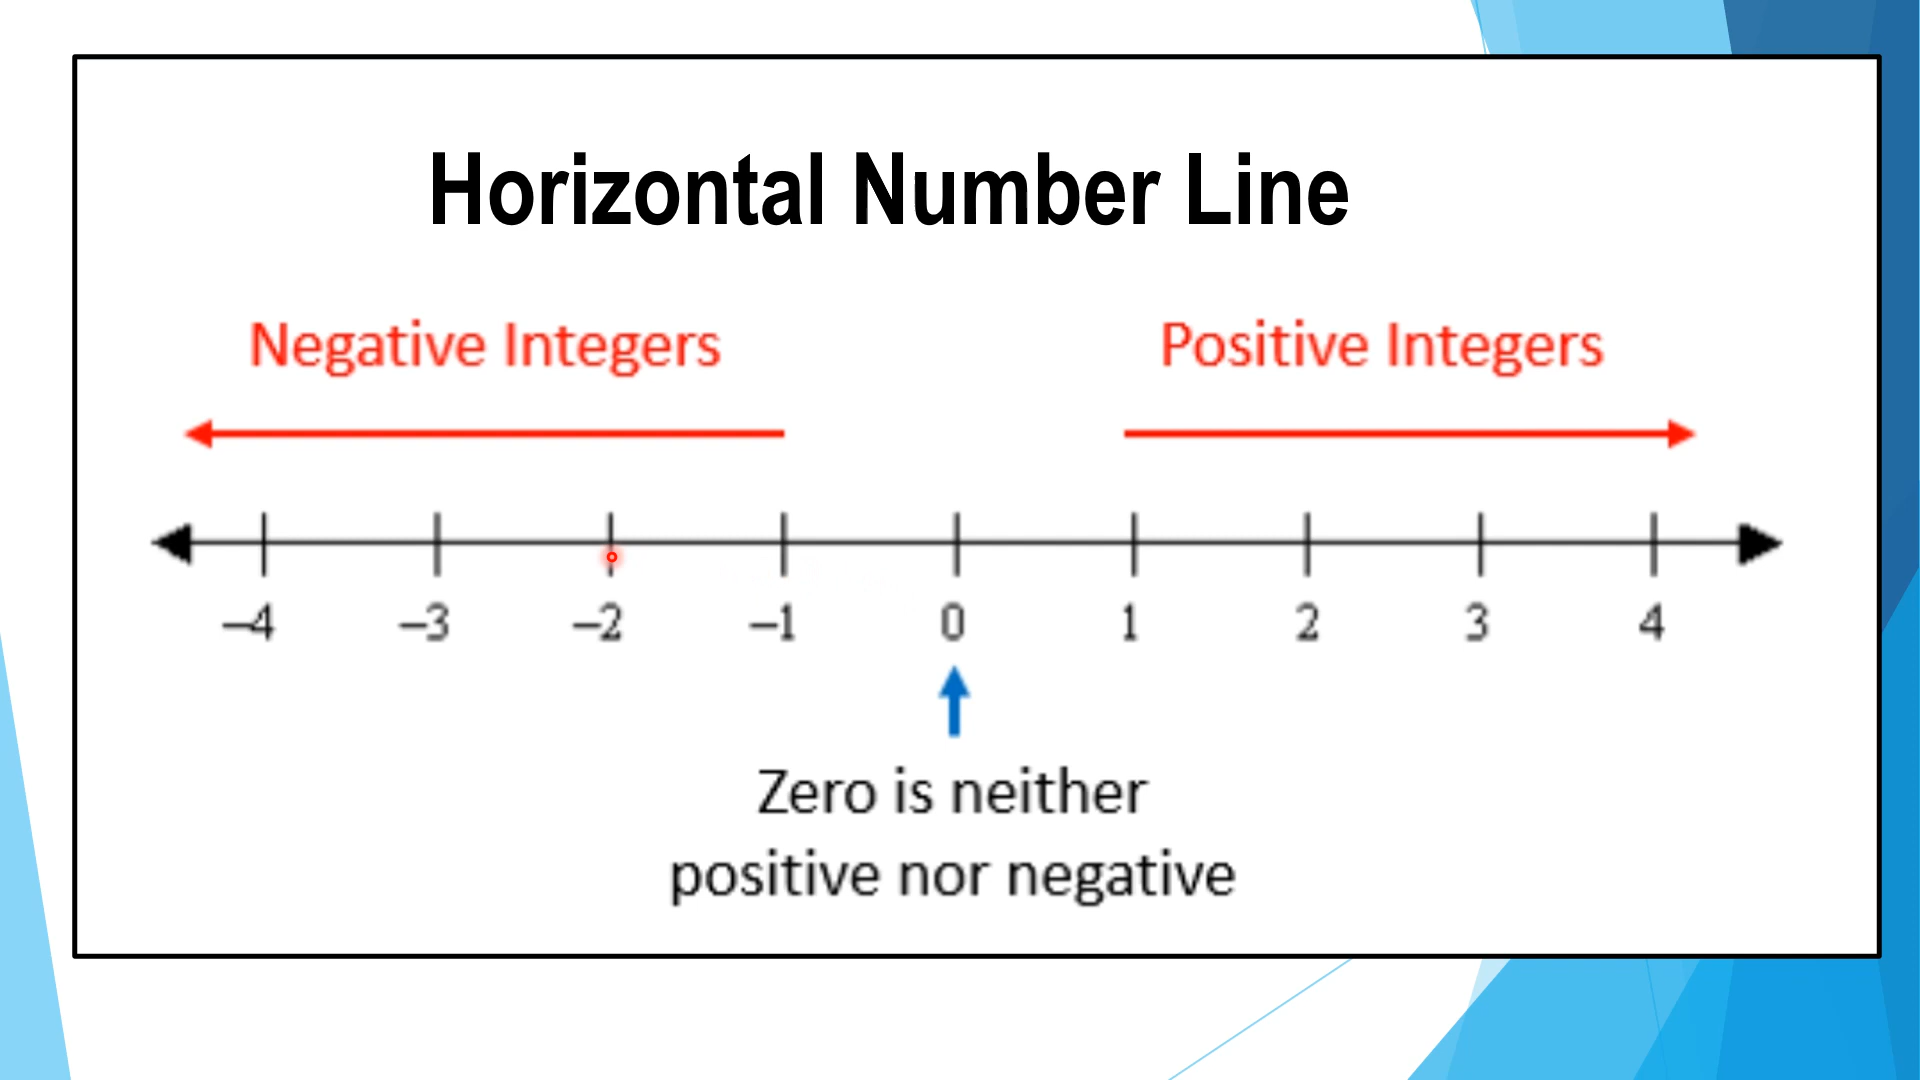 Horizontal Number Line
Negative Integers Positive Integers
–4 –3 –2 –1 0 1 2 3 4
Zero is neither
positive nor negative